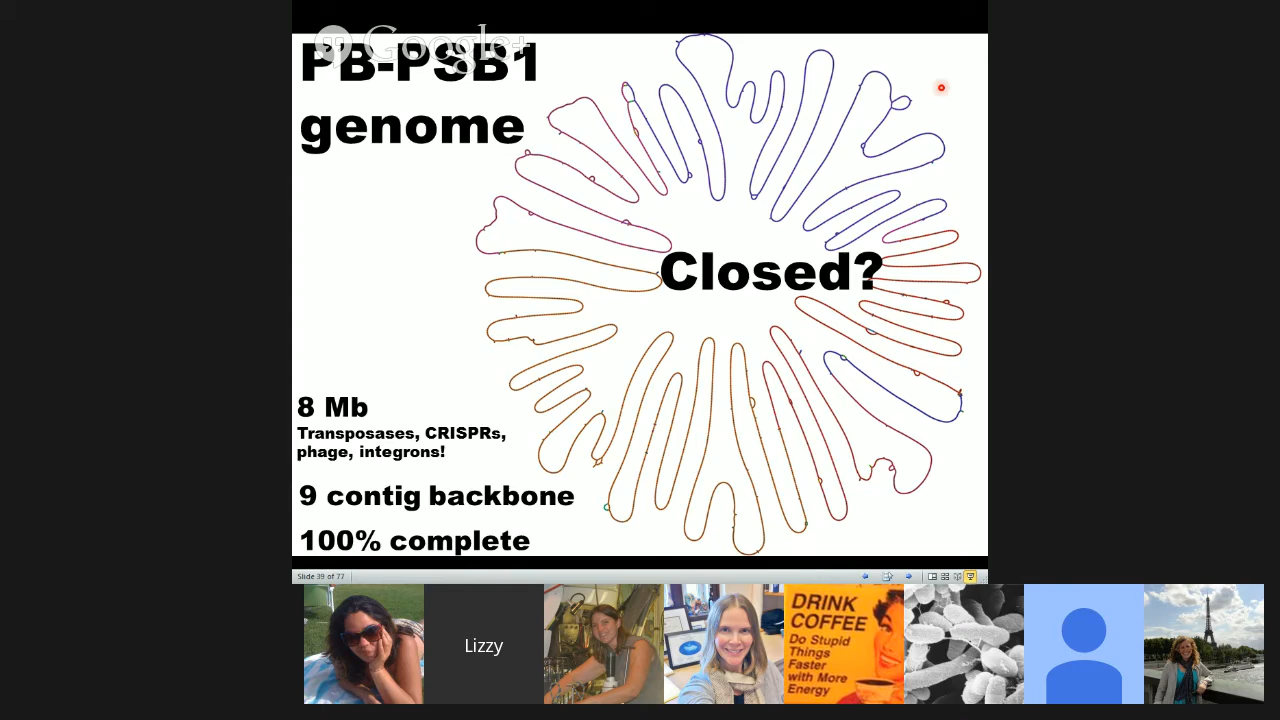 Google+
PB-PSB1
genome
Closed?
8 Mb
Transposases, CRISPRs,
phage, integrons!
9 contig backbone
100% complete
Slide 39 of 77
Lizzy
DRINK
COFFEE
Do Stupid
Things
Faster
with More
Energy